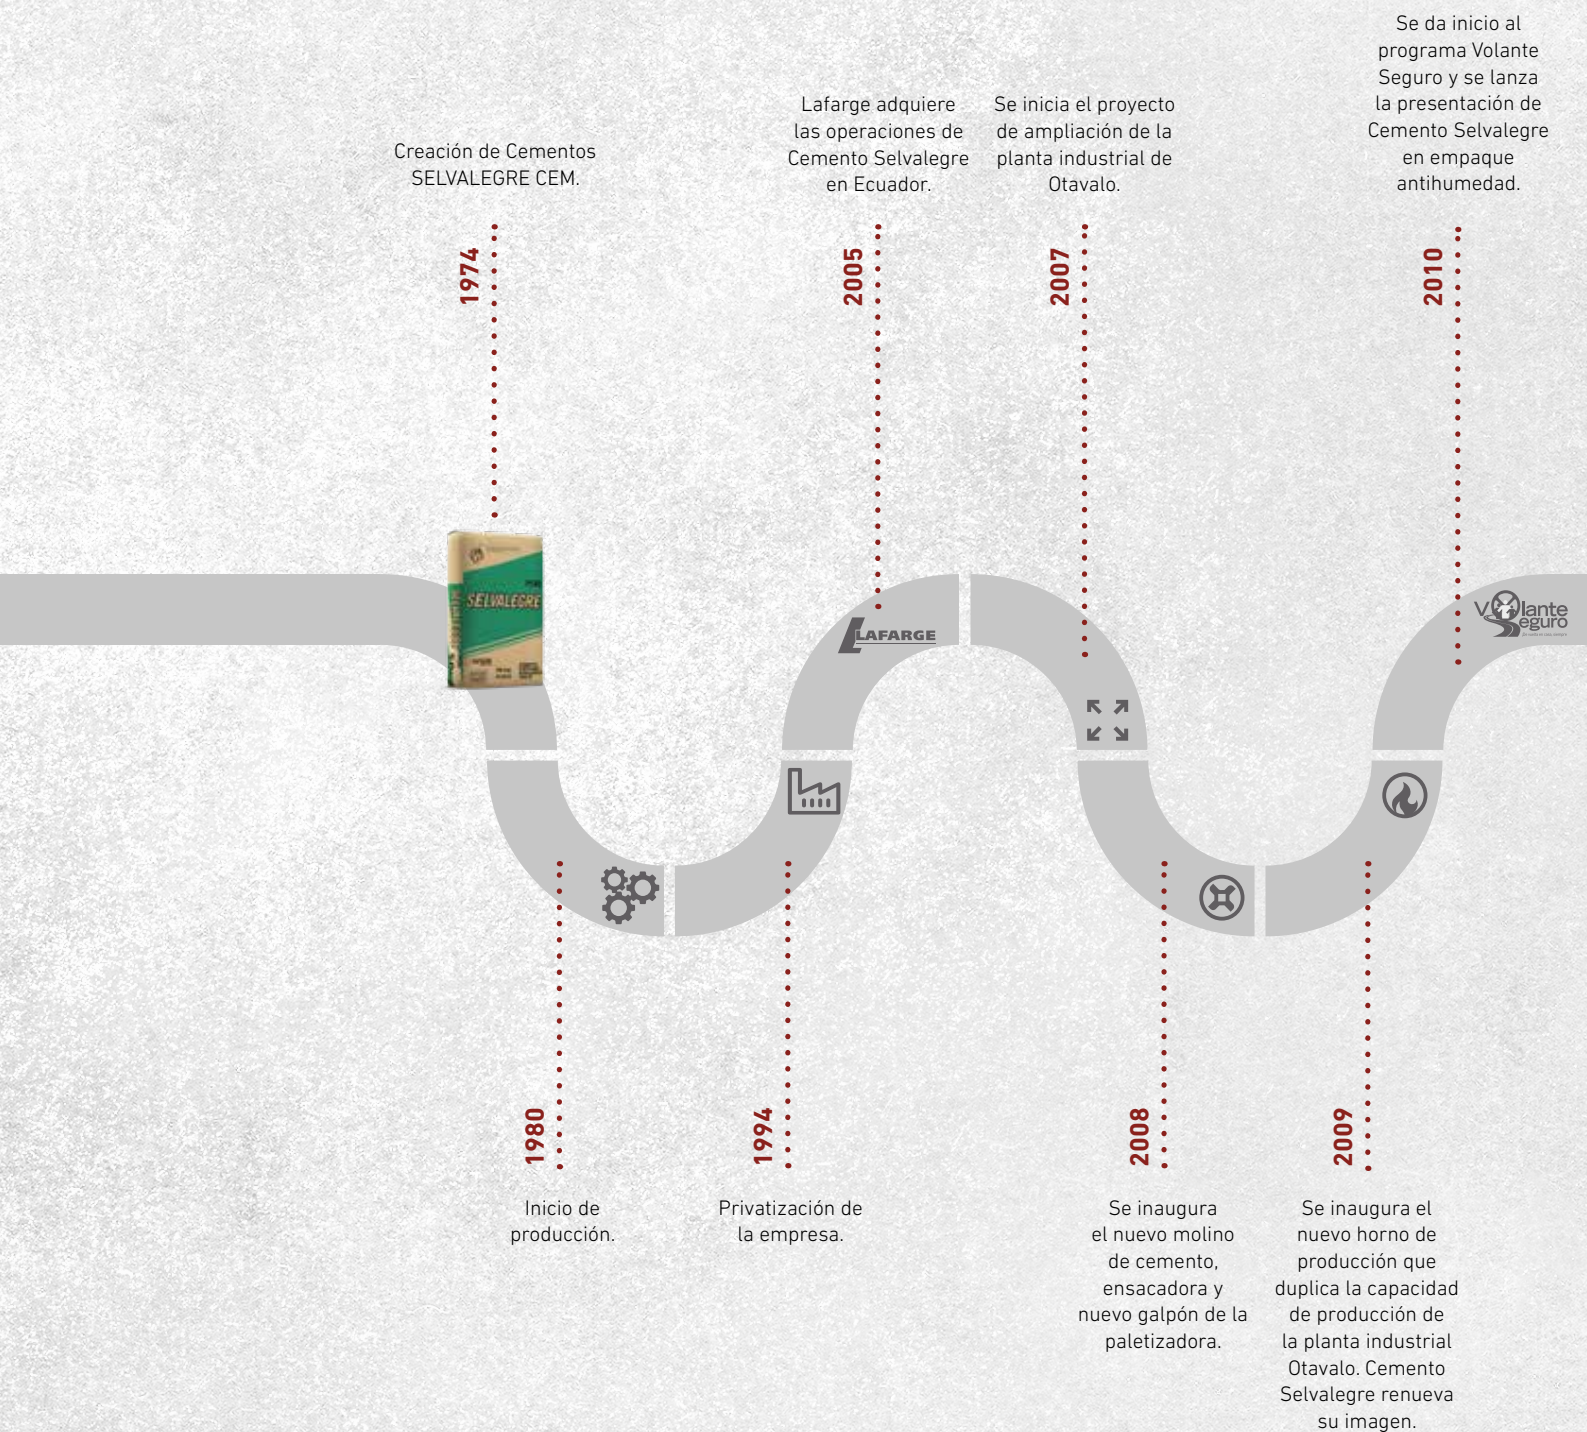 Creación de Cementos
SELVALEGRE CEM.
1974
SELVALEGRE
Inicio de
producción.
1980
Privatización de
la empresa.
1994
Lafarge adquiere
las operaciones de
Cemento Selvalegre
en Ecuador.
2005
LAFARGE
Se inicia el proyecto
de ampliación de la
planta industrial de
Otavalo.
2007
2008
Se inaugura
el nuevo molino
de cemento,
ensacadora y
nuevo galpón de la
paletizadora.
2009
Se inaugura el
nuevo horno de
producción que
duplica la capacidad
de producción de
la planta industrial
Otavalo. Cemento
Selvalegre renueva
su imagen.
Se da inicio al
programa Volante
Seguro y se lanza
la presentación de
Cemento Selvalegre
en empaque
antihumedad.
2010
Volante
Seguro